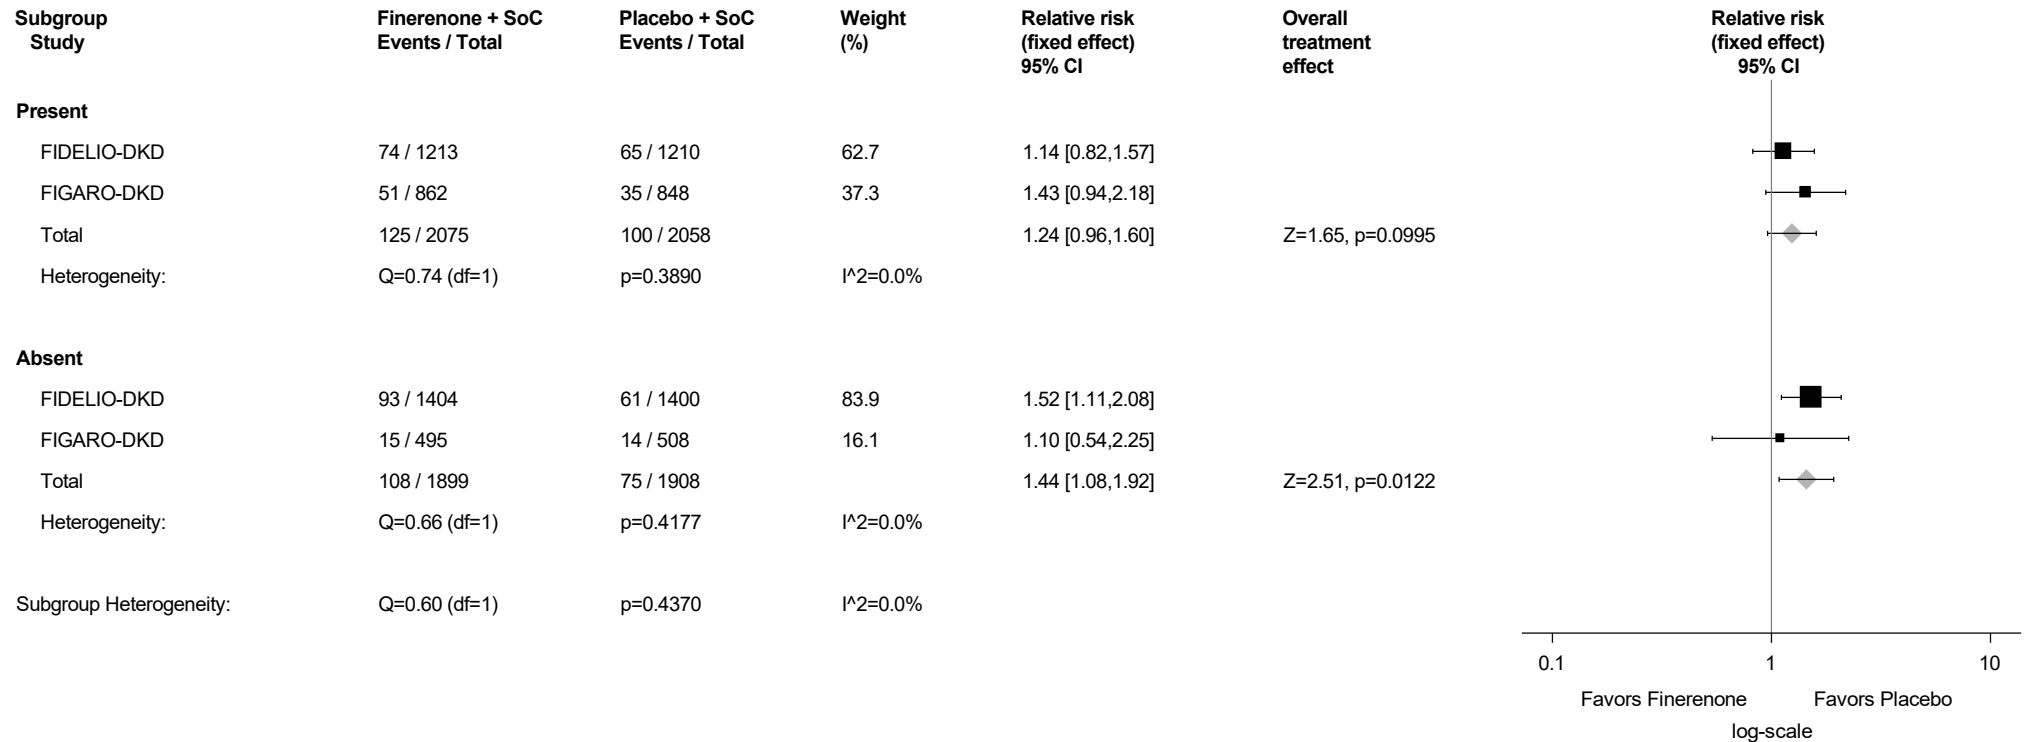 Subgroup Finerenone + SoC Placebo + SoC Weight Relative risk Overall Relative risk
Study Events / Total Events / Total (%) (fixed effect) treatment (fixed effect)
95% CI effect 95% CI
Present
FIDELIO-DKD 74 / 1213 65 / 1210 62.7 1.14 [0.82,1.57]
FIGARO-DKD 51 / 862 35 / 848 37.3 1.43 [0.94,2.18]
Total 125 / 2075 100 / 2058 1.24 [0.96,1.60] Z=1.65, p=0.0995
Heterogeneity: Q=0.74 (df=1) p=0.3890 I^2=0.0%
Absent
FIDELIO-DKD 93 / 1404 61 / 1400 83.9 1.52 [1.11,2.08]
FIGARO-DKD 15 / 495 14 / 508 16.1 1.10 [0.54,2.25]
Total 108 / 1899 75 / 1908 1.44 [1.08,1.92] Z=2.51, p=0.0122
Heterogeneity: Q=0.66 (df=1) p=0.4177 I^2=0.0%
Subgroup Heterogeneity: Q=0.60 (df=1) p=0.4370 I^2=0.0%
0.1 1 10
Favors Finerenone Favors Placebo
log-scale